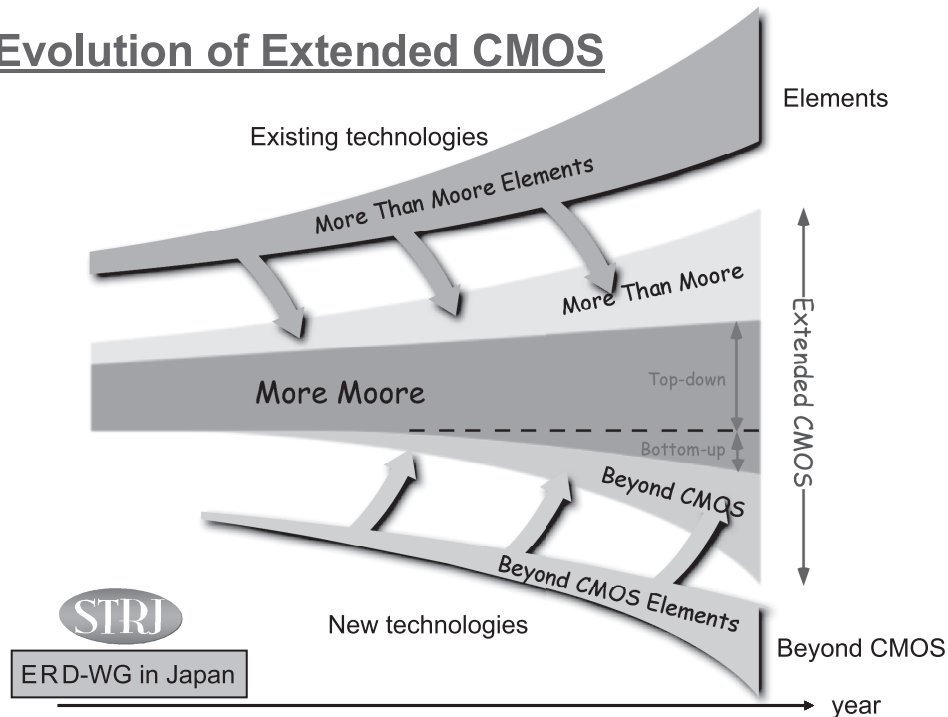 Evolution of Extended CMOS
Elements
Existing technologies
More Than Moore Elements
More Than Moore
Extended CMOS
Top-down
More Moore
Bottom-up
Beyond CMOS
Beyond CMOS Elements
New technologies
STRJ
Beyond CMOS
ERD-WG in Japan
year